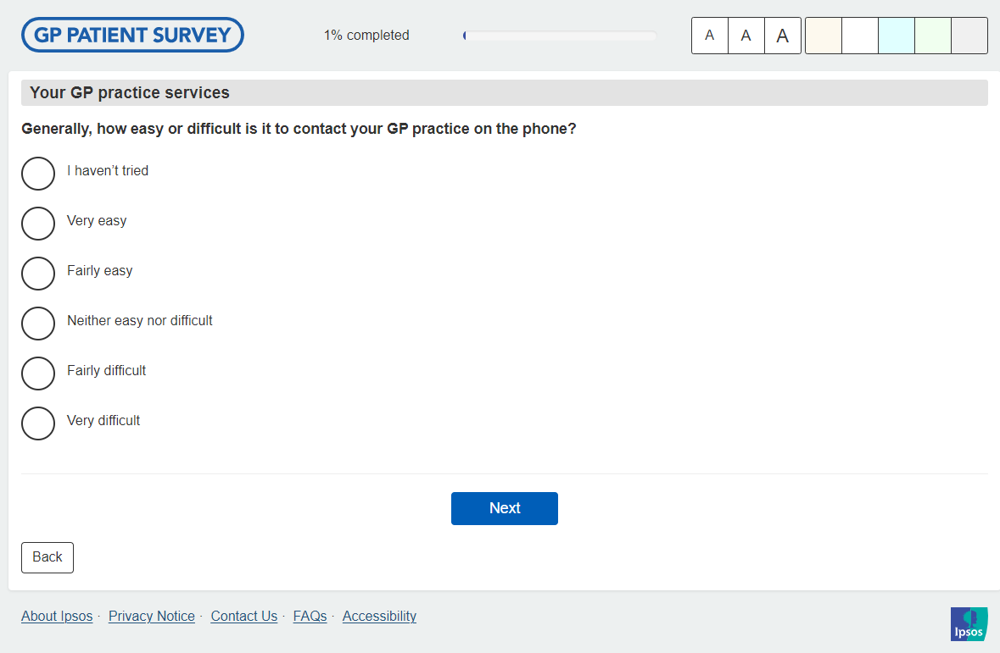 GP PATIENT SURVEY
1% completed
A A A
Your GP practice services
Generally, how easy or difficult is it to contact your GP practice on the phone?
I haven’t tried
Very easy
Fairly easy
Neither easy nor difficult
Fairly difficult
Very difficult
Next
Back
About Ipsos · Privacy Notice · Contact Us · FAQs · Accessibility
Ipsos